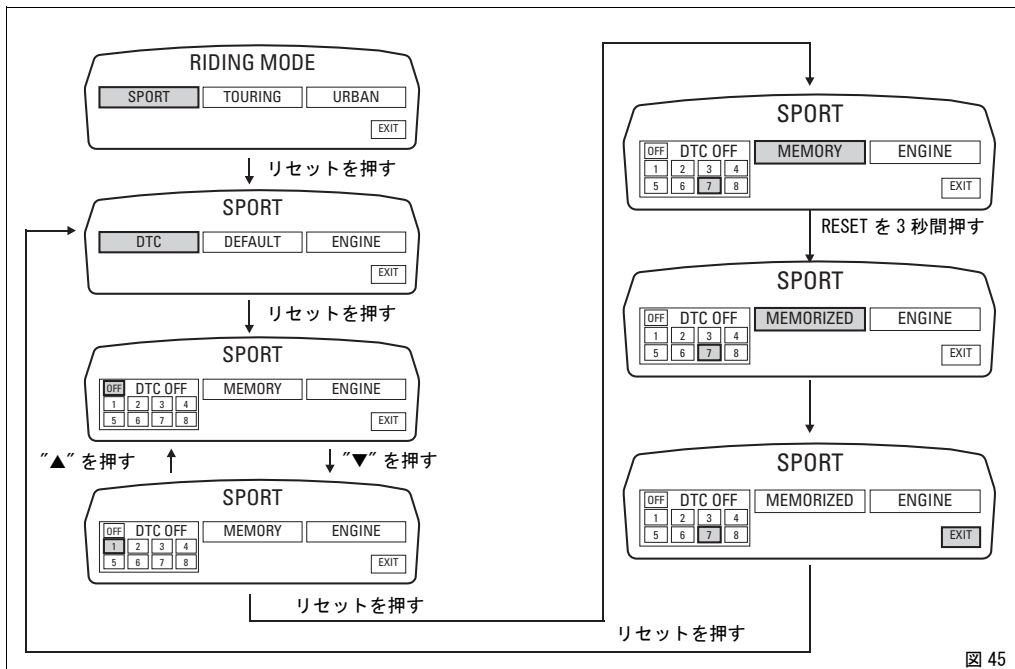 RIDING MODE
SPORT TOURING URBAN
EXIT
リセットを押す
SPORT
DTC DEFAULT ENGINE
EXIT
リセットを押す
SPORT
OFF DTC OFF MEMORY ENGINE
1 2 3 4
5 6 7 8
EXIT
"▲" を押す
"▼" を押す
SPORT
OFF DTC OFF MEMORY ENGINE
1 2 3 4
5 6 7 8
EXIT
リセットを押す
SPORT
OFF DTC OFF MEMORY ENGINE
1 2 3 4
5 6 7 8
EXIT
RESET を 3 秒間押す
SPORT
OFF DTC OFF MEMORIZED ENGINE
1 2 3 4
5 6 7 8
EXIT
SPORT
OFF DTC OFF MEMORIZED ENGINE
1 2 3 4
5 6 7 8
EXIT
リセットを押す
図 45